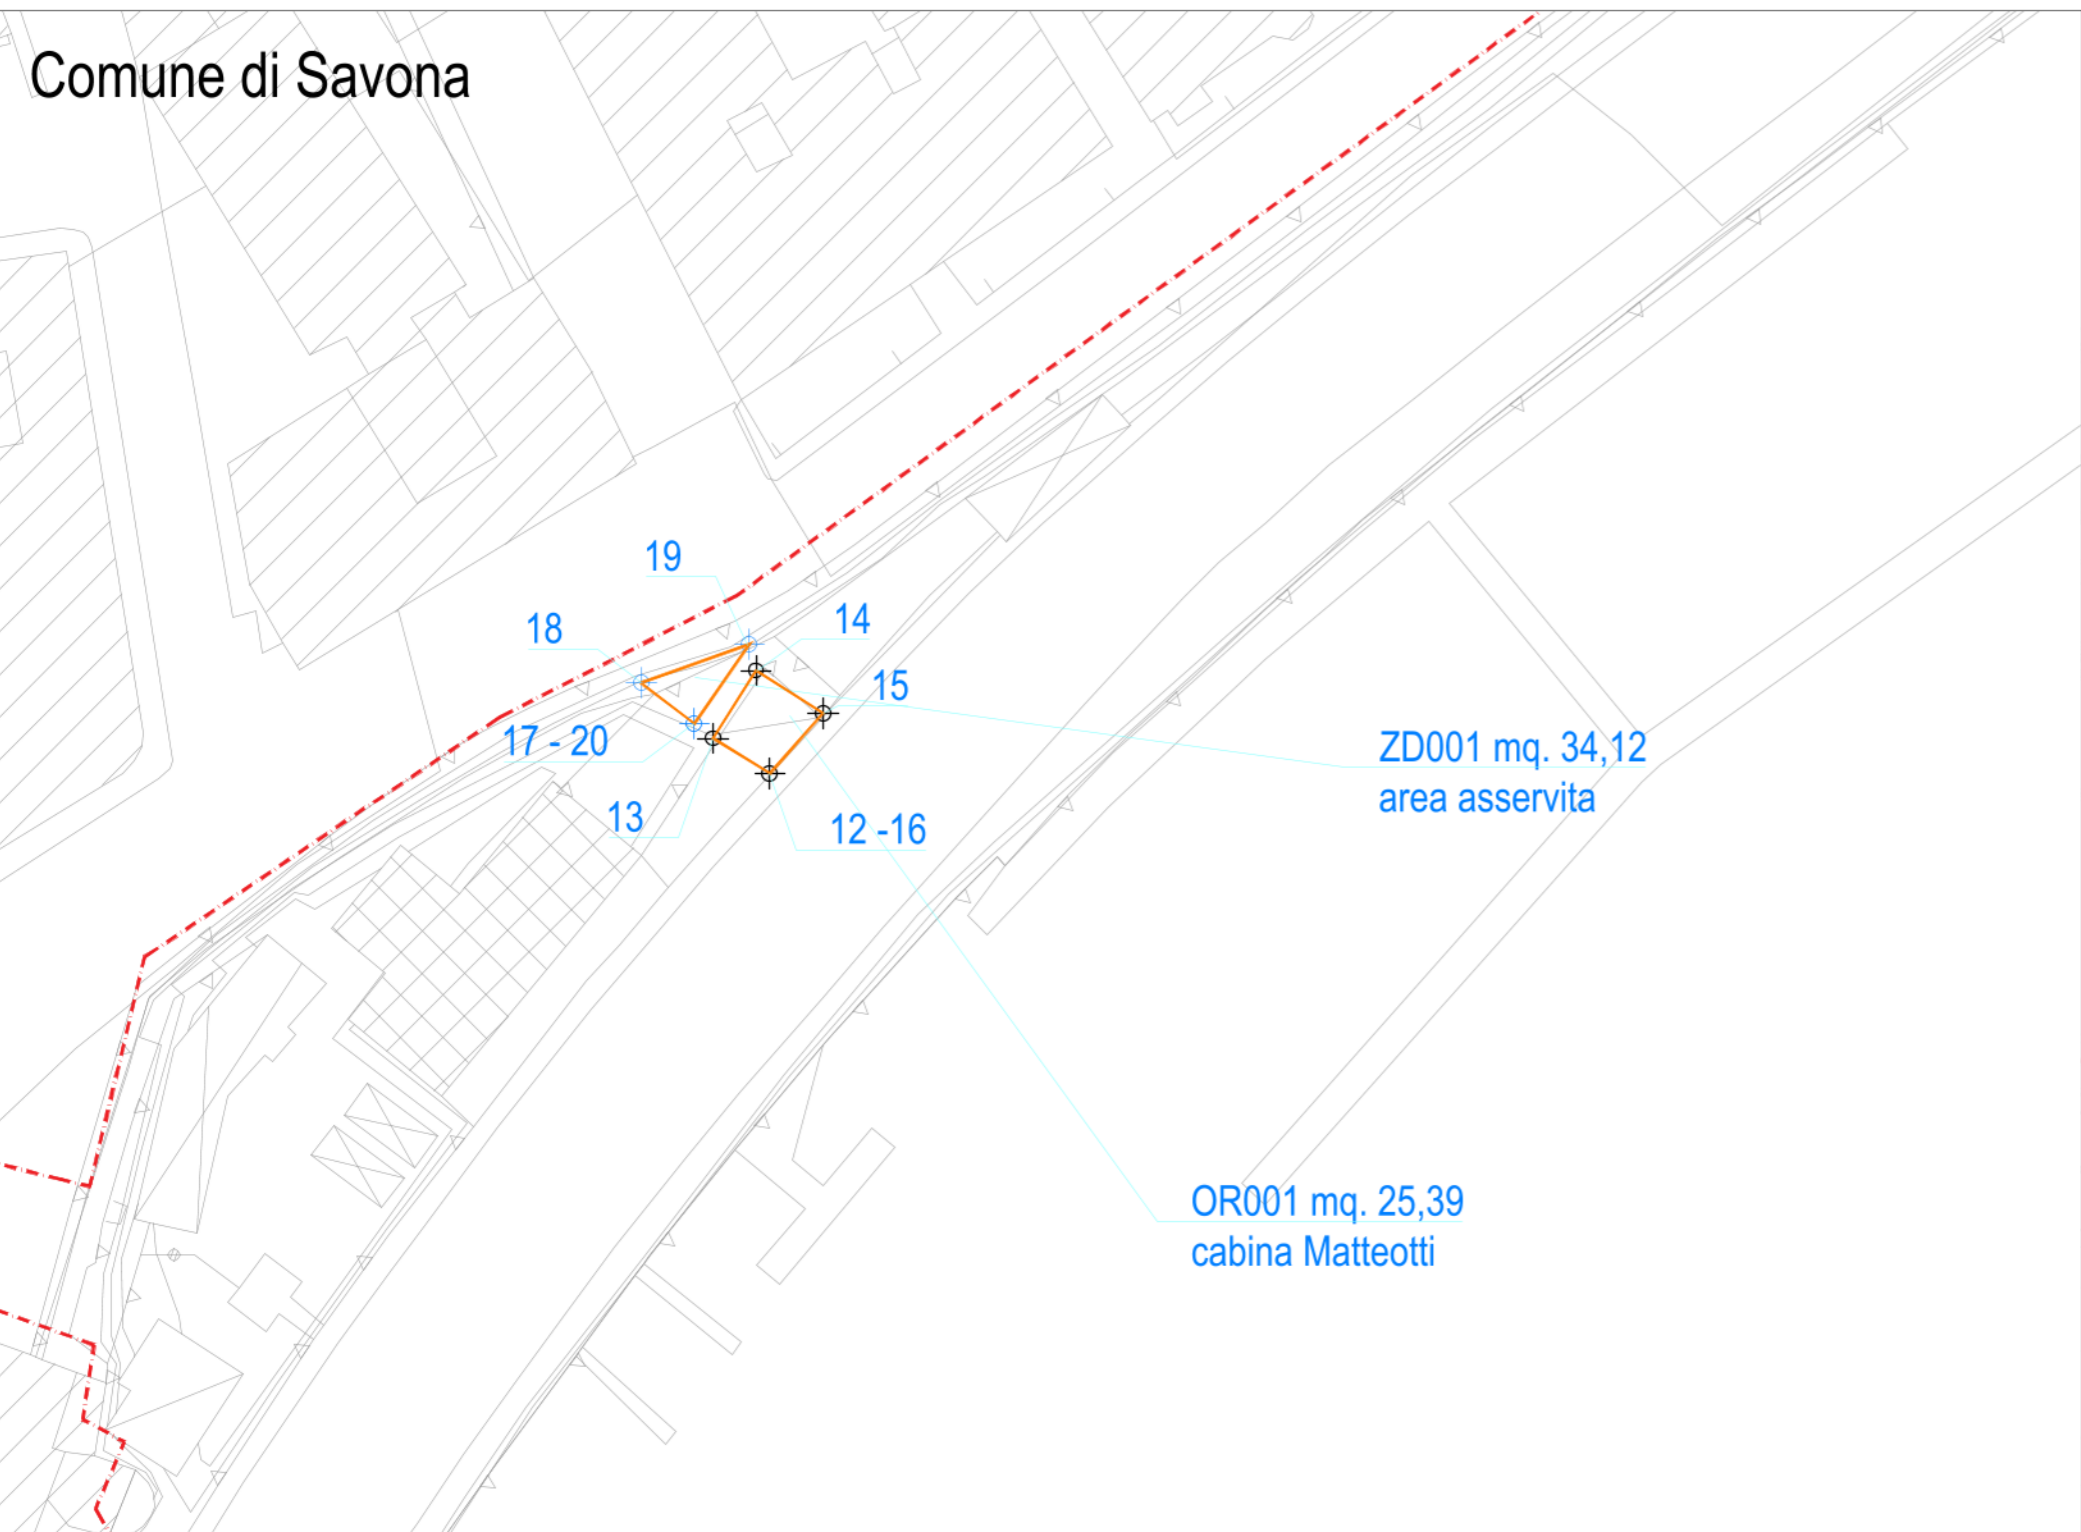 Comune di Savona
19
14
18
15
17 - 20
13
12 -16
ZD001 mq. 34,12
area asservita
OR001 mq. 25,39
cabina Matteotti